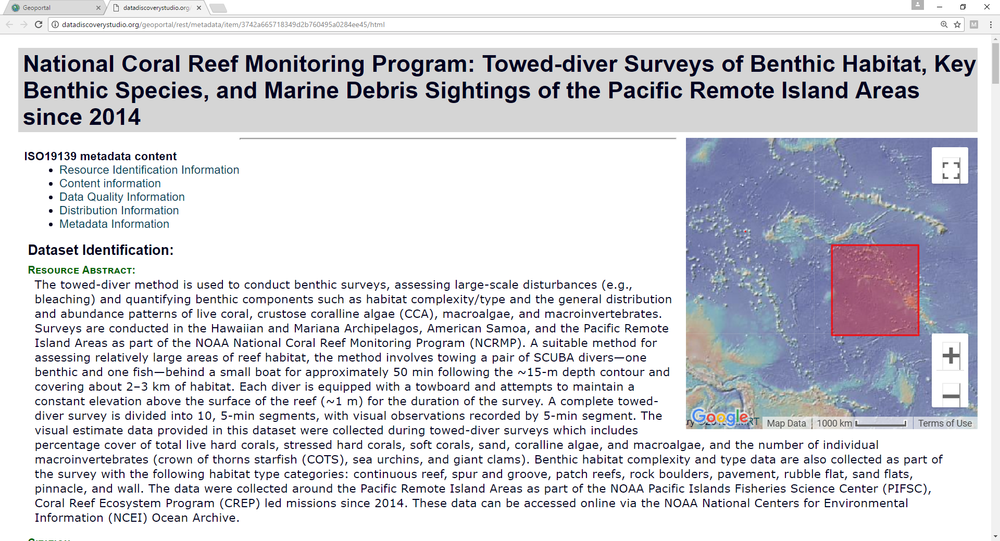 Geoportal
datadiscoverystudio.org/
datadiscoverystudio.org/geoportal/rest/metadata/item/3742a665718349d2b760495a0284ee45/html
M
National Coral Reef Monitoring Program: Towed-diver Surveys of Benthic Habitat, Key
Benthic Species, and Marine Debris Sightings of the Pacific Remote Island Areas
since 2014
ISO19139 metadata content
• Resource Identification Information
• Content information
• Data Quality Information
• Distribution Information
• Metadata Information
Dataset Identification:
RESOURCE ABSTRACT:
The towed-diver method is used to conduct benthic surveys, assessing large-scale disturbances (e.g.,
bleaching) and quantifying benthic components such as habitat complexity/type and the general distribution
and abundance patterns of live coral, crustose coralline algae (CCA), macroalgae, and macroinvertebrates.
Surveys are conducted in the Hawaiian and Mariana Archipelagos, American Samoa, and the Pacific Remote
Island Areas as part of the NOAA National Coral Reef Monitoring Program (NCRMP). A suitable method for
assessing relatively large areas of reef habitat, the method involves towing a pair of SCUBA divers—one
benthic and one fish—behind a small boat for approximately 50 min following the ~15-m depth contour and
covering about 2–3 km of habitat. Each diver is equipped with a towboard and attempts to maintain a
constant elevation above the surface of the reef (~1 m) for the duration of the survey. A complete towed-
diver survey is divided into 10, 5-min segments, with visual observations recorded by 5-min segment. The
visual estimate data provided in this dataset were collected during towed-diver surveys which includes
percentage cover of total live hard corals, stressed hard corals, soft corals, sand, coralline algae, and macroalgae, and the number of individual
macroinvertebrates (crown of thorns starfish (COTS), sea urchins, and giant clams). Benthic habitat complexity and type data are also collected as part of
the survey with the following habitat type categories: continuous reef, spur and groove, patch reefs, rock boulders, pavement, rubble flat, sand flats,
pinnacle, and wall. The data were collected around the Pacific Remote Island Areas as part of the NOAA Pacific Islands Fisheries Science Center (PIFSC),
Coral Reef Ecosystem Program (CREP) led missions since 2014. These data can be accessed online via the NOAA National Centers for Environmental
Information (NCEI) Ocean Archive.
Google
Map Data
1000 km
Terms of Use